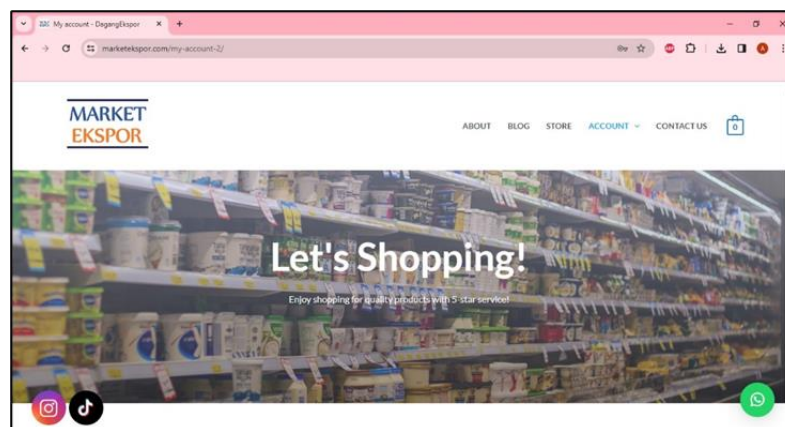 My account - DagangEkspor
marketekspor.com/my-account-2/
MARKET
EKSPOR
ABOUT BLOG STORE ACCOUNT CONTACT US 0
Let's Shopping!
Enjoy shopping for quality products with 5-star service!